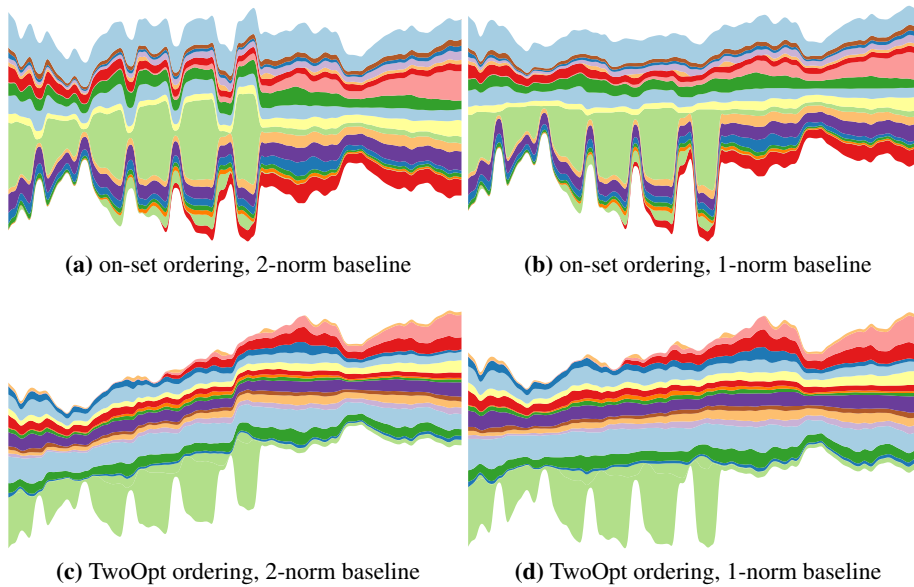 (a) on-set ordering, 2-norm baseline
(b) on-set ordering, 1-norm baseline
(c) TwoOpt ordering, 2-norm baseline
(d) TwoOpt ordering, 1-norm baseline